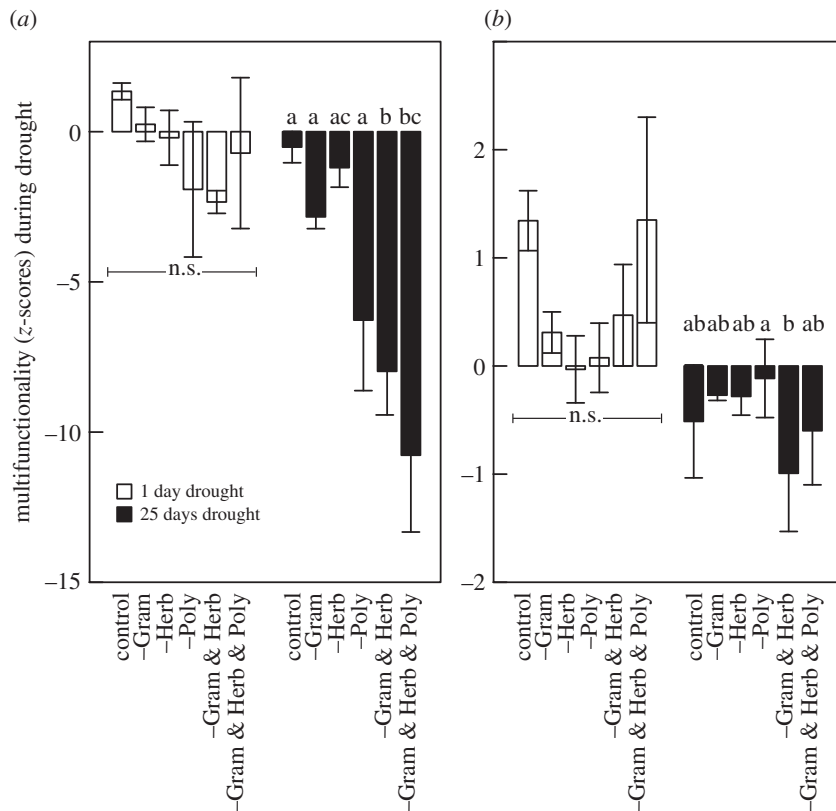 (a)
(b)
multifunctionality (z-scores) during drought
0
–5
–10
–15
a a ac a b bc
n.s.
1 day drought
25 days drought
control
–Gram
–Herb
–Poly
–Gram & Herb
–Gram & Herb & Poly
control
–Gram
–Herb
–Poly
–Gram & Herb
–Gram & Herb & Poly
2
1
0
–1
–2
ab ab ab a b ab
n.s.
control
–Gram
–Herb
–Poly
–Gram & Herb
–Gram & Herb & Poly
control
–Gram
–Herb
–Poly
–Gram & Herb
–Gram & Herb & Poly